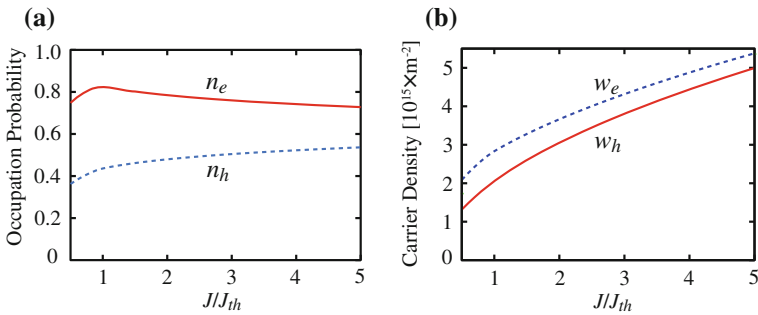 (a)
Occupation Probability
1.0
0.8
0.6
0.4
0.2
0
n_e
n_h
1 2 3 4 5
J/J_th
(b)
Carrier Density [10^15×m^-2]
5
4
3
2
1
0
w_e
w_h
1 2 3 4 5
J/J_th